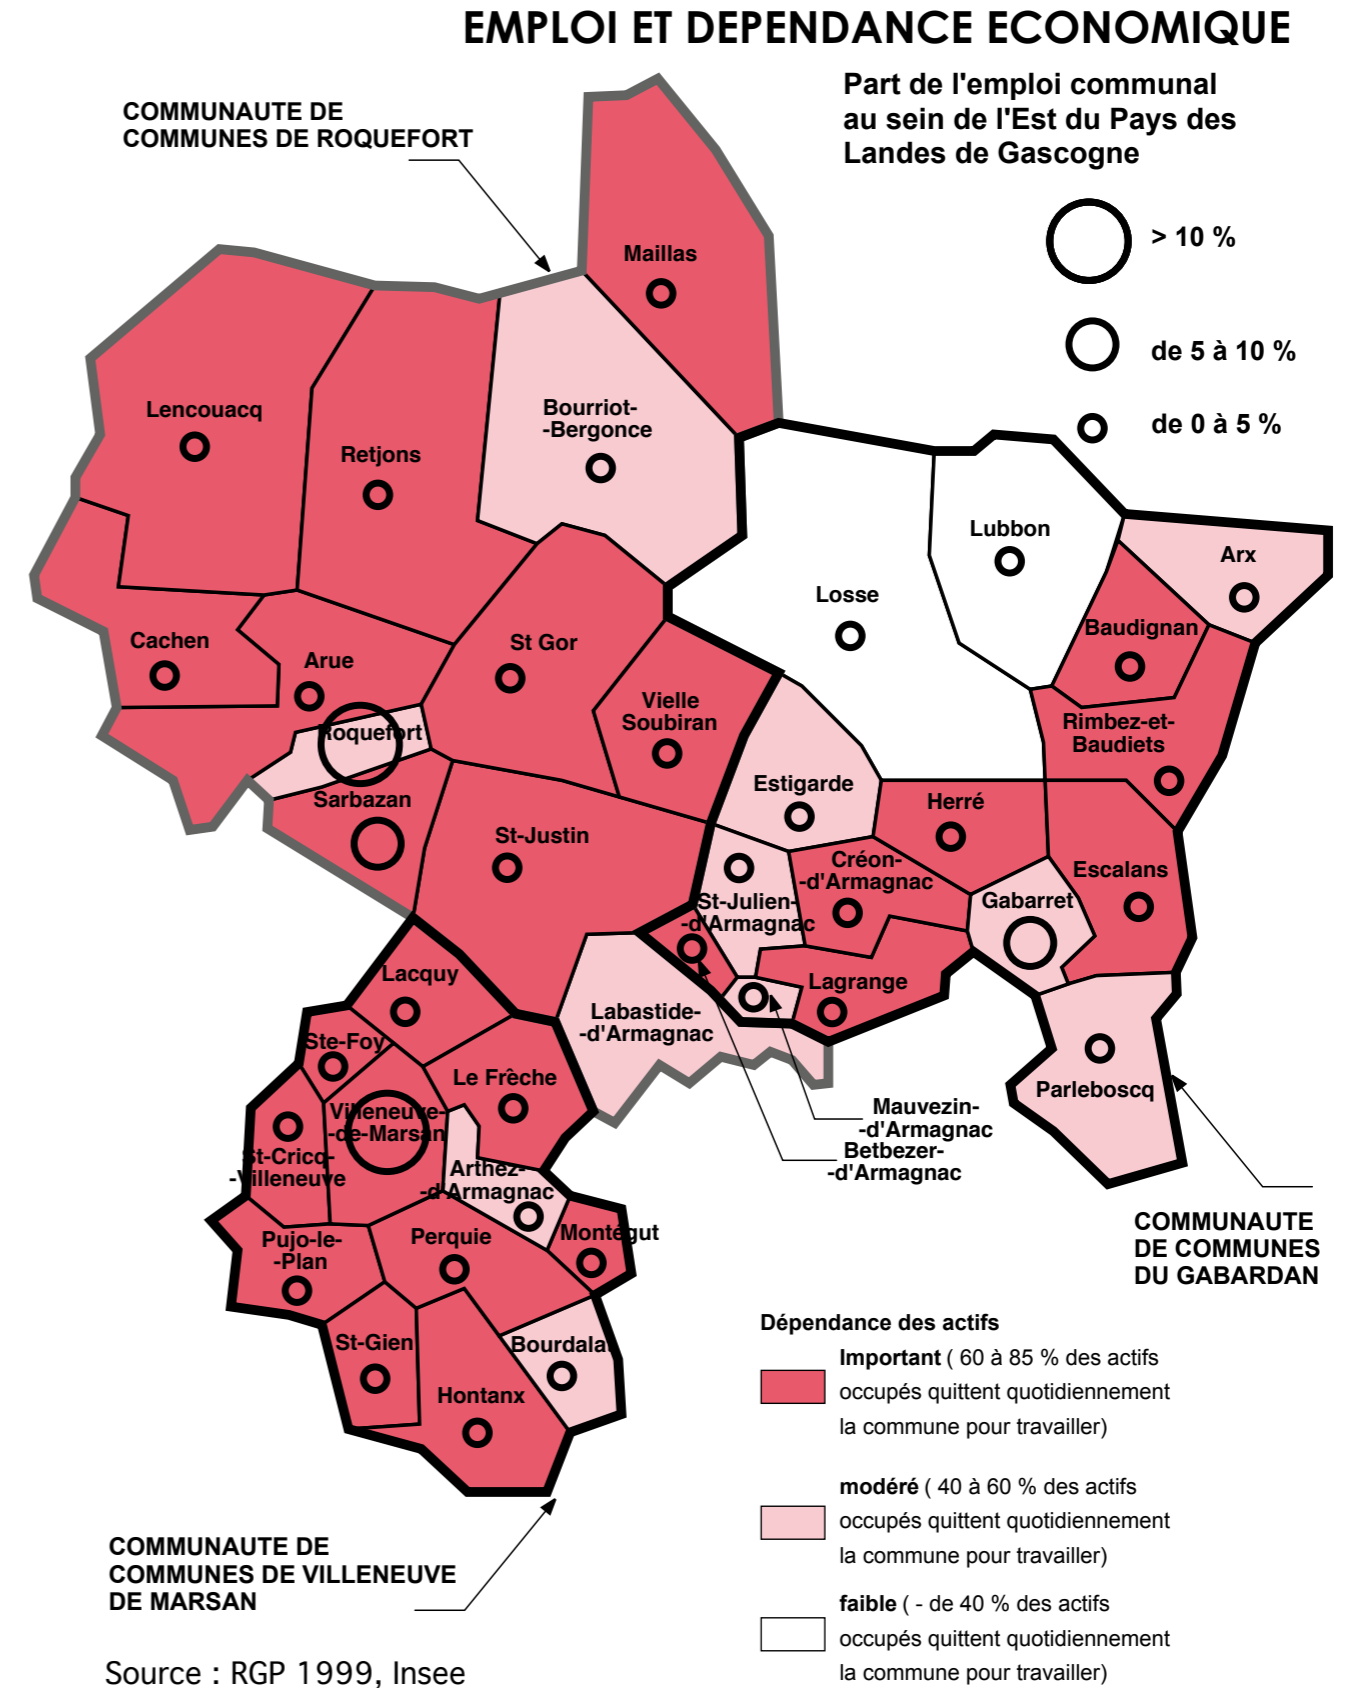 EMPLOI ET DEPENDANCE ECONOMIQUE
Part de l'emploi communal
au sein de l'Est du Pays des
Landes de Gascogne
> 10 %
de 5 à 10 %
de 0 à 5 %
COMMUNAUTE DE
COMMUNES DE ROQUEFORT
Maillas
Lencouacq
Bourriot-
-Bergonce
Retjons
Lubbon
Arx
Losse
Baudignan
Cachen
Arue
St Gor
Vielle
Soubiran
Rimbez-et-
Baudiets
Roquefort
Estigarde
Sarbazan
Herré
St-Justin
Créon-
-d'Armagnac
Escalans
St-Julien-
-d'Armagnac
Gabarret
Lacquy
Lagrange
Labastide-
-d'Armagnac
Ste-Foy
Le Frêche
Parleboscq
Villeneuve-
-de-Marsan
Mauvezin-
-d'Armagnac
Betbezer-
-d'Armagnac
St-Cricq-
-Villeneuve
Arthez-
-d'Armagnac
Pujo-le-
-Plan
Perquie
Montégut
COMMUNAUTE
DE COMMUNES
DU GABARDAN
St-Gien
Bourdalat
Hontanx
Dépendance des actifs
Important ( 60 à 85 % des actifs
occupés quittent quotidiennement
la commune pour travailler)
modéré ( 40 à 60 % des actifs
occupés quittent quotidiennement
la commune pour travailler)
faible ( - de 40 % des actifs
occupés quittent quotidiennement
la commune pour travailler)
COMMUNAUTE DE
COMMUNES DE VILLENEUVE
DE MARSAN
Source : RGP 1999, Insee